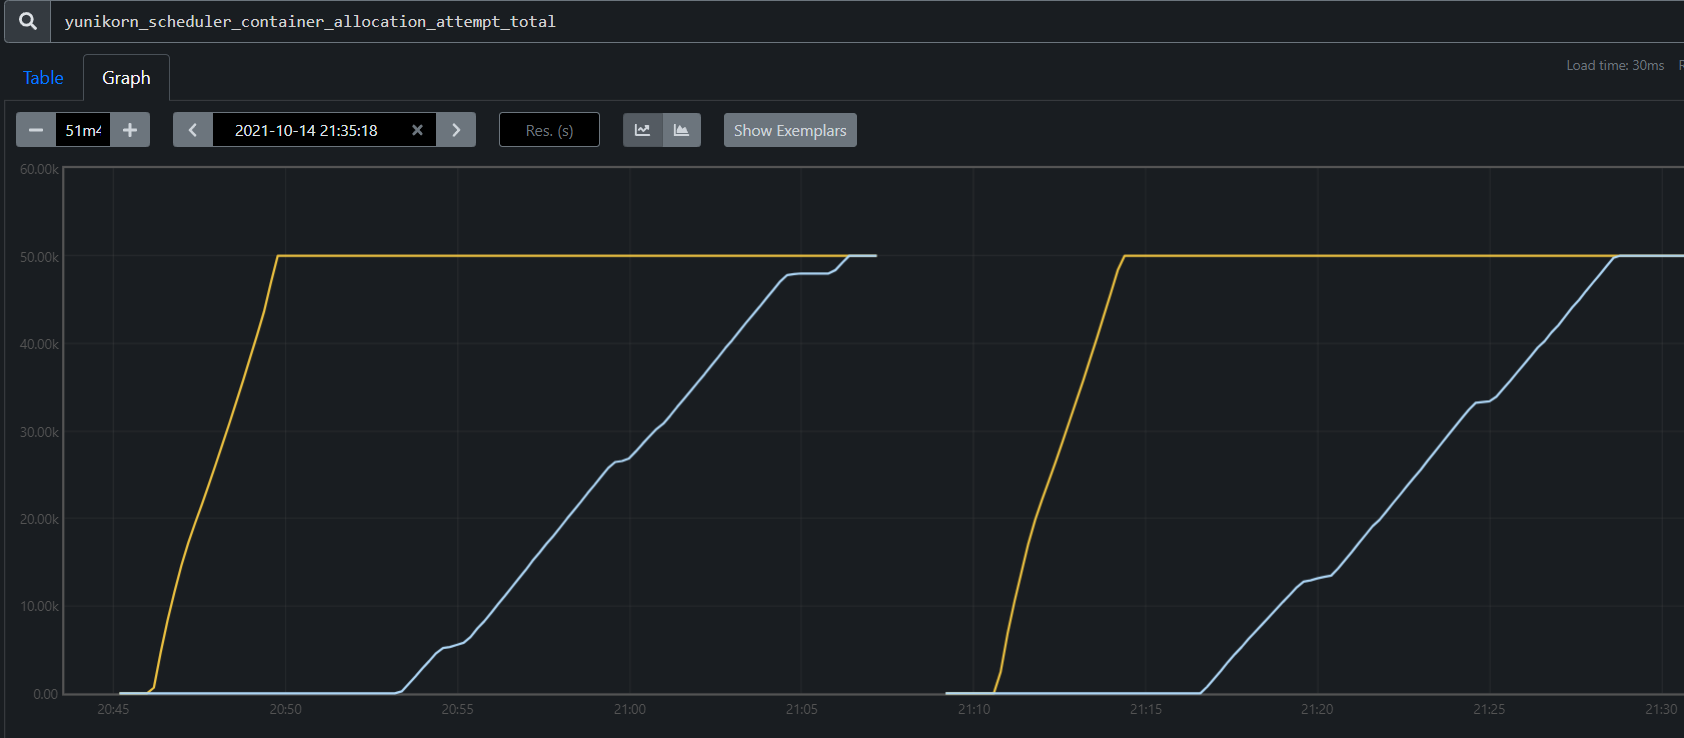 yunikorn_scheduler_container_allocation_attempt_total
Load time: 30ms R
Table Graph
51m4 2021-10-14 21:35:18 Res. (s) Show Exemplars
60.00k
50.00k
40.00k
30.00k
20.00k
10.00k
0.00
20:45 20:50 20:55 21:00 21:05 21:10 21:15 21:20 21:25 21:30